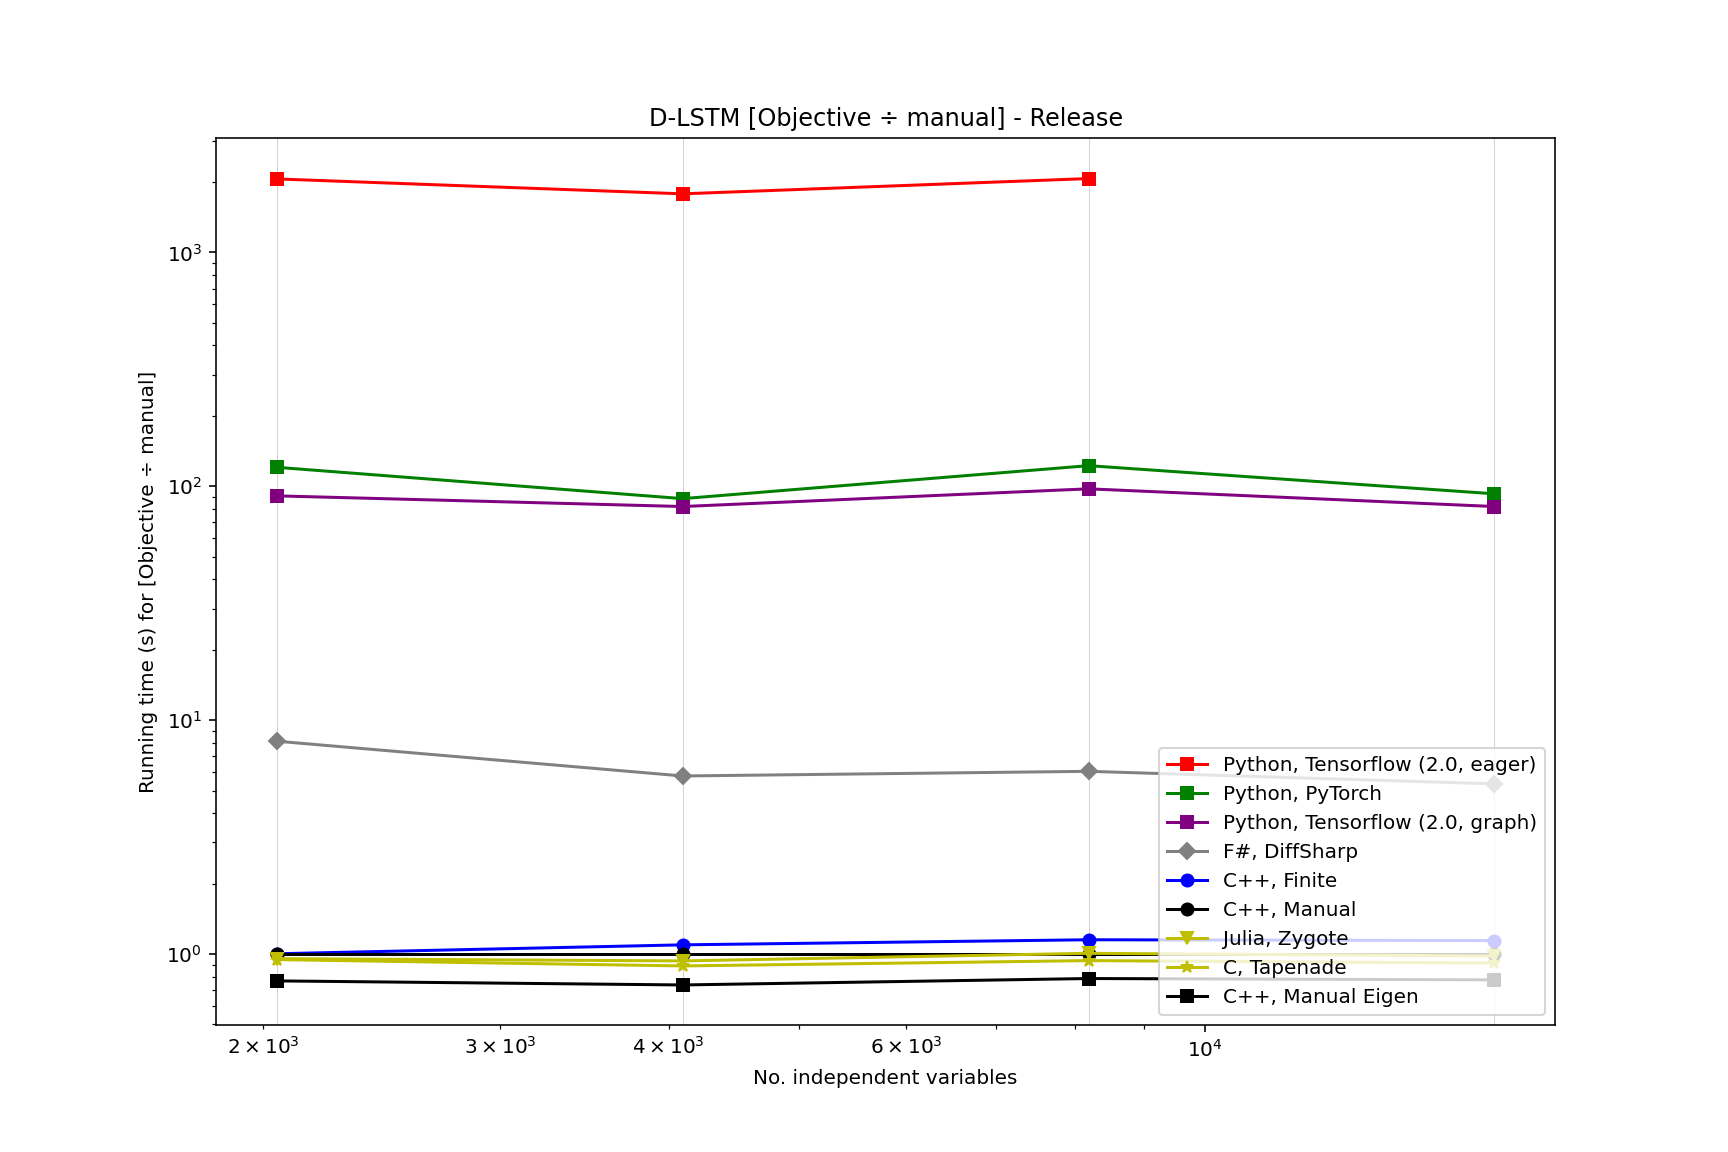 D-LSTM [Objective ÷ manual] - Release
Running time (s) for [Objective ÷ manual]
10³
10²
10¹
10⁰
Python, Tensorflow (2.0, eager)
Python, PyTorch
Python, Tensorflow (2.0, graph)
F#, DiffSharp
C++, Finite
C++, Manual
Julia, Zygote
C, Tapenade
C++, Manual Eigen
2 × 10³
3 × 10³
4 × 10³
6 × 10³
10⁴
No. independent variables